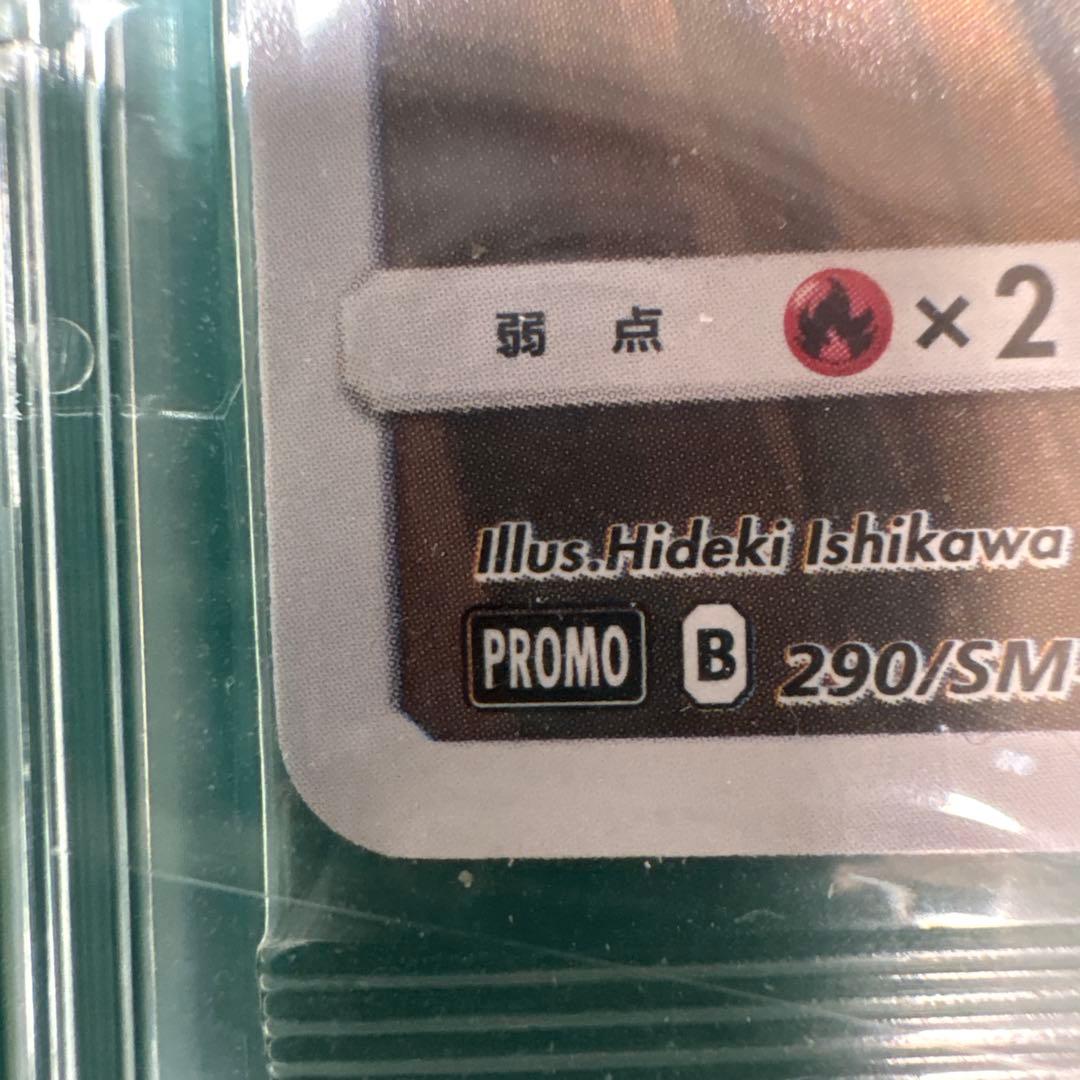 弱 点 ×2
Illus.Hideki Ishikawa
PROMO B 290/SM-